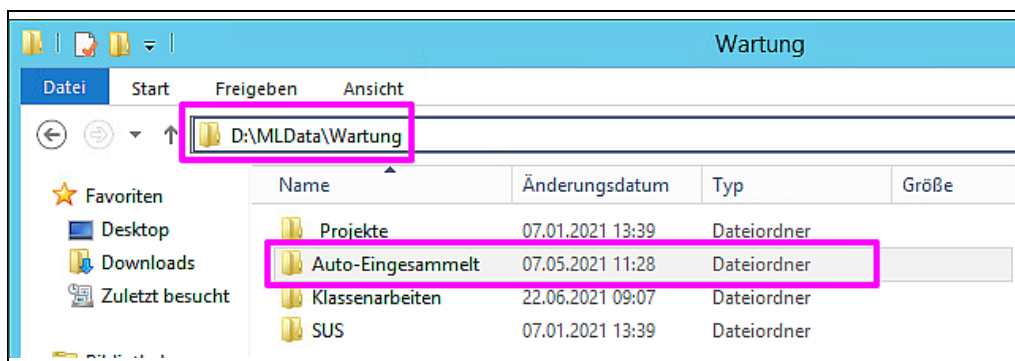 Wartung
Datei Start Freigeben Ansicht
D:\MLData\Wartung
Name Änderungsdatum Typ Größe
Favoriten
Desktop
Downloads
Zuletzt besucht
Projekte 07.01.2021 13:39 Dateiordner
Auto-Eingesammelt 07.05.2021 11:28 Dateiordner
Klassenarbeiten 22.06.2021 09:07 Dateiordner
SUS 07.01.2021 13:39 Dateiordner